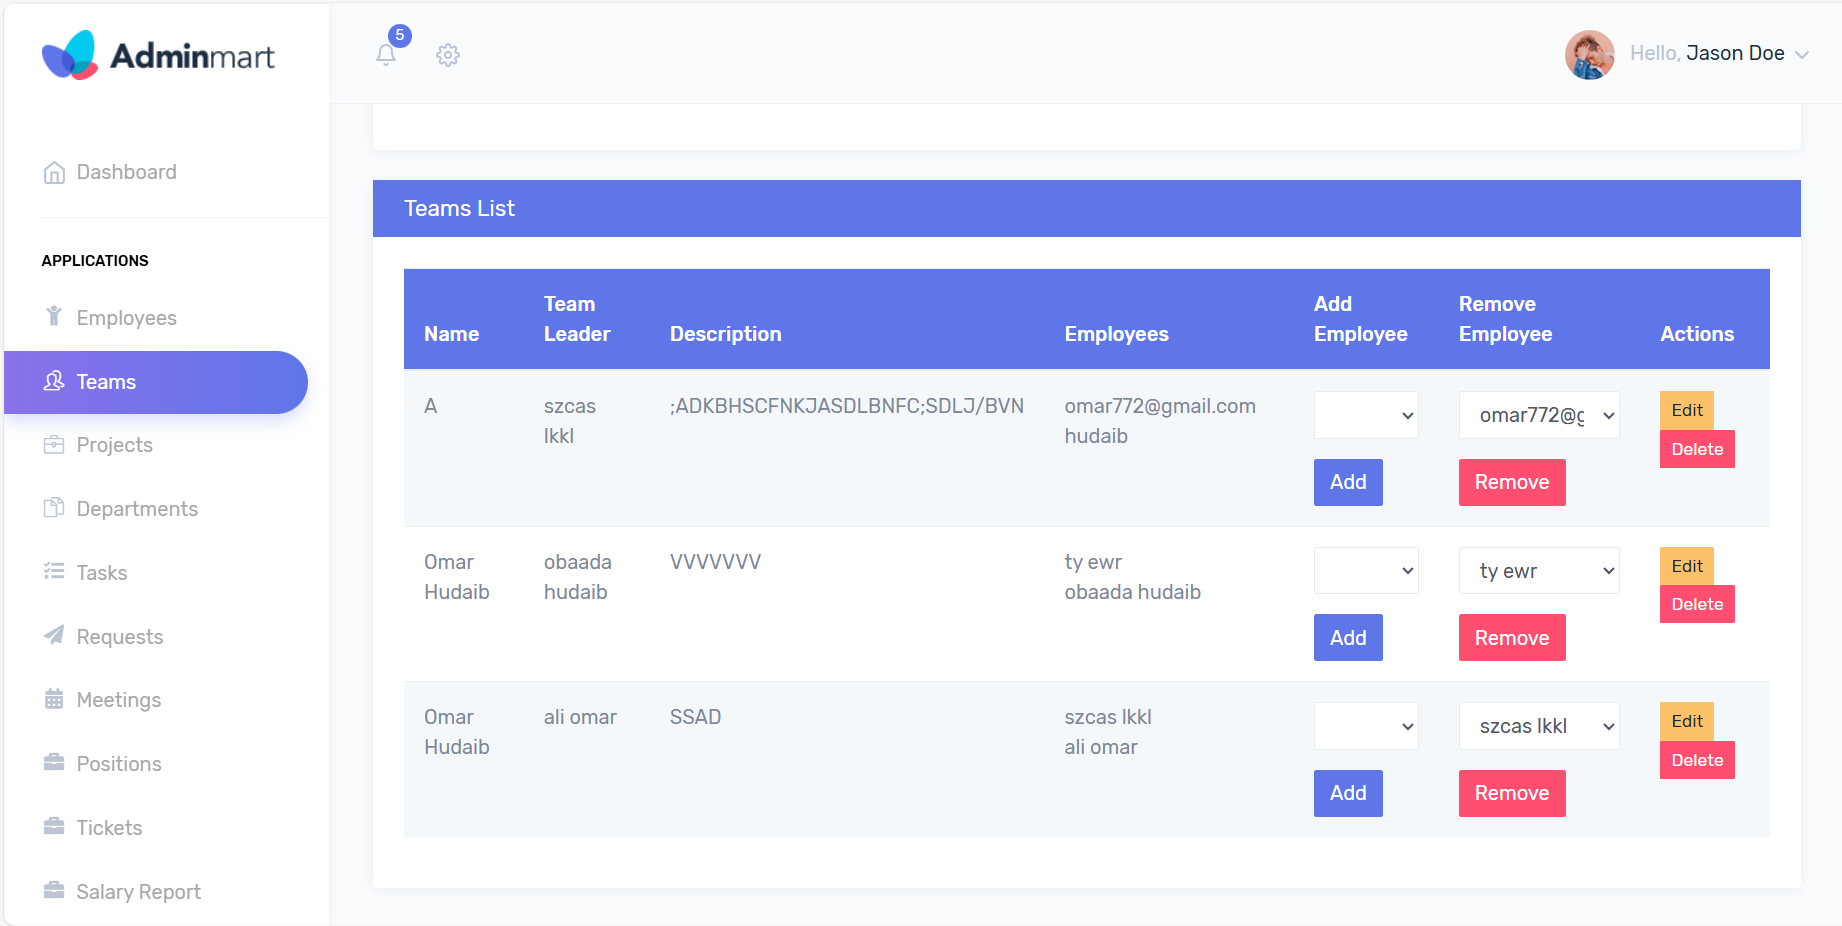 Adminmart
5
Hello, Jason Doe
Dashboard
APPLICATIONS
Employees
Teams
Projects
Departments
Tasks
Requests
Meetings
Positions
Tickets
Salary Report
Teams List
Name
Team
Leader
Description
Employees
Add
Employee
Remove
Employee
Actions
A
szcas
lkkl
;ADKBHSCFNKJASDLBNFC;SDLJ/BVN
omar772@gmail.com
hudaib
Add
omar772@g
Remove
Edit
Delete
Omar
Hudaib
obaada
hudaib
VVVVVVV
ty ewr
obaada hudaib
Add
ty ewr
Remove
Edit
Delete
Omar
Hudaib
ali omar
SSAD
szcas lkkl
ali omar
Add
szcas lkkl
Remove
Edit
Delete